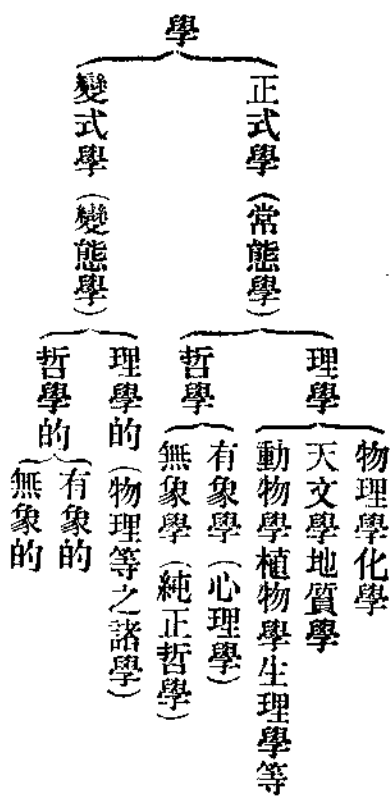 學
正式學（常態學）
理學
物理學化學
天文學地質學
動物學植物學生理學等
哲學
有象學（心理學）
無象學（純正哲學）
變式學（變態學）
理學的（物理等之諸學）
哲學的
有象的
無象的